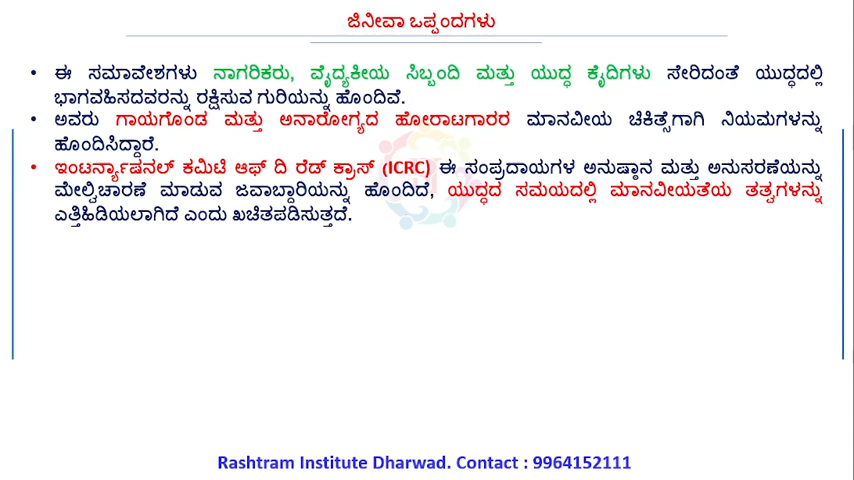 ಜಿನೀವಾ ಒಪ್ಪಂದಗಳು
• ಈ ಸಮಾವೇಶಗಳು ನಾಗರಿಕರು, ವೈದ್ಯಕೀಯ ಸಿಬ್ಬಂದಿ ಮತ್ತು ಯುದ್ಧ ಕೈದಿಗಳು ಸೇರಿದಂತೆ ಯುದ್ಧದಲ್ಲಿ
ಭಾಗವಹಿಸದವರನ್ನು ರಕ್ಷಿಸುವ ಗುರಿಯನ್ನು ಹೊಂದಿವೆ.
• ಅವರು ಗಾಯಗೊಂಡ ಮತ್ತು ಅನಾರೋಗ್ಯದ ಹೋರಾಟಗಾರರ ಮಾನವೀಯ ಚಿಕಿತ್ಸೆಗಾಗಿ ನಿಯಮಗಳನ್ನು
ಹೊಂದಿಸಿದ್ದಾರೆ.
• ಇಂಟರ್ನ್ಯಾಷನಲ್ ಕಮಿಟಿ ಆಫ್ ದಿ ರೆಡ್ ಕ್ರಾಸ್ (ICRC) ಈ ಸಂಪ್ರದಾಯಗಳ ಅನುಷ್ಠಾನ ಮತ್ತು ಅನುಸರಣೆಯನ್ನು
ಮೇಲ್ವಿಚಾರಣೆ ಮಾಡುವ ಜವಾಬ್ದಾರಿಯನ್ನು ಹೊಂದಿದೆ, ಯುದ್ಧದ ಸಮಯದಲ್ಲಿ ಮಾನವೀಯತೆಯ ತತ್ವಗಳನ್ನು
ಎತ್ತಿಹಿಡಿಯಲಾಗಿದೆ ಎಂದು ಖಚಿತಪಡಿಸುತ್ತದೆ.
Rashtram Institute Dharwad. Contact : 9964152111